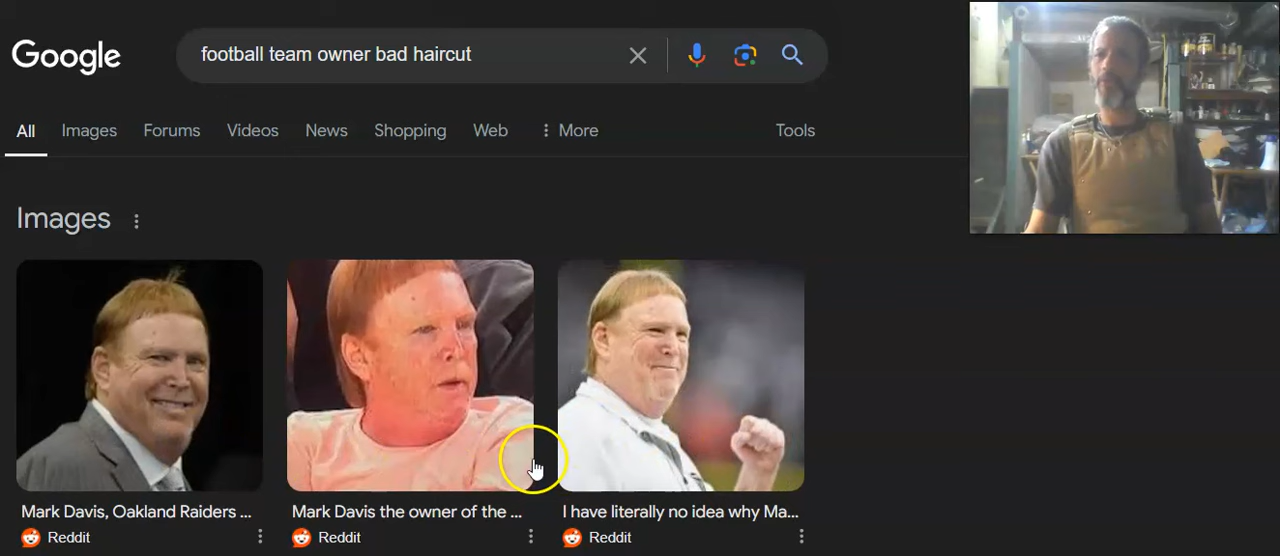 Google
football team owner bad haircut
All Images Forums Videos News Shopping Web More Tools
Images
Mark Davis, Oakland Raiders ...
Mark Davis the owner of the ...
I have literally no idea why Ma...
Reddit
Reddit
Reddit